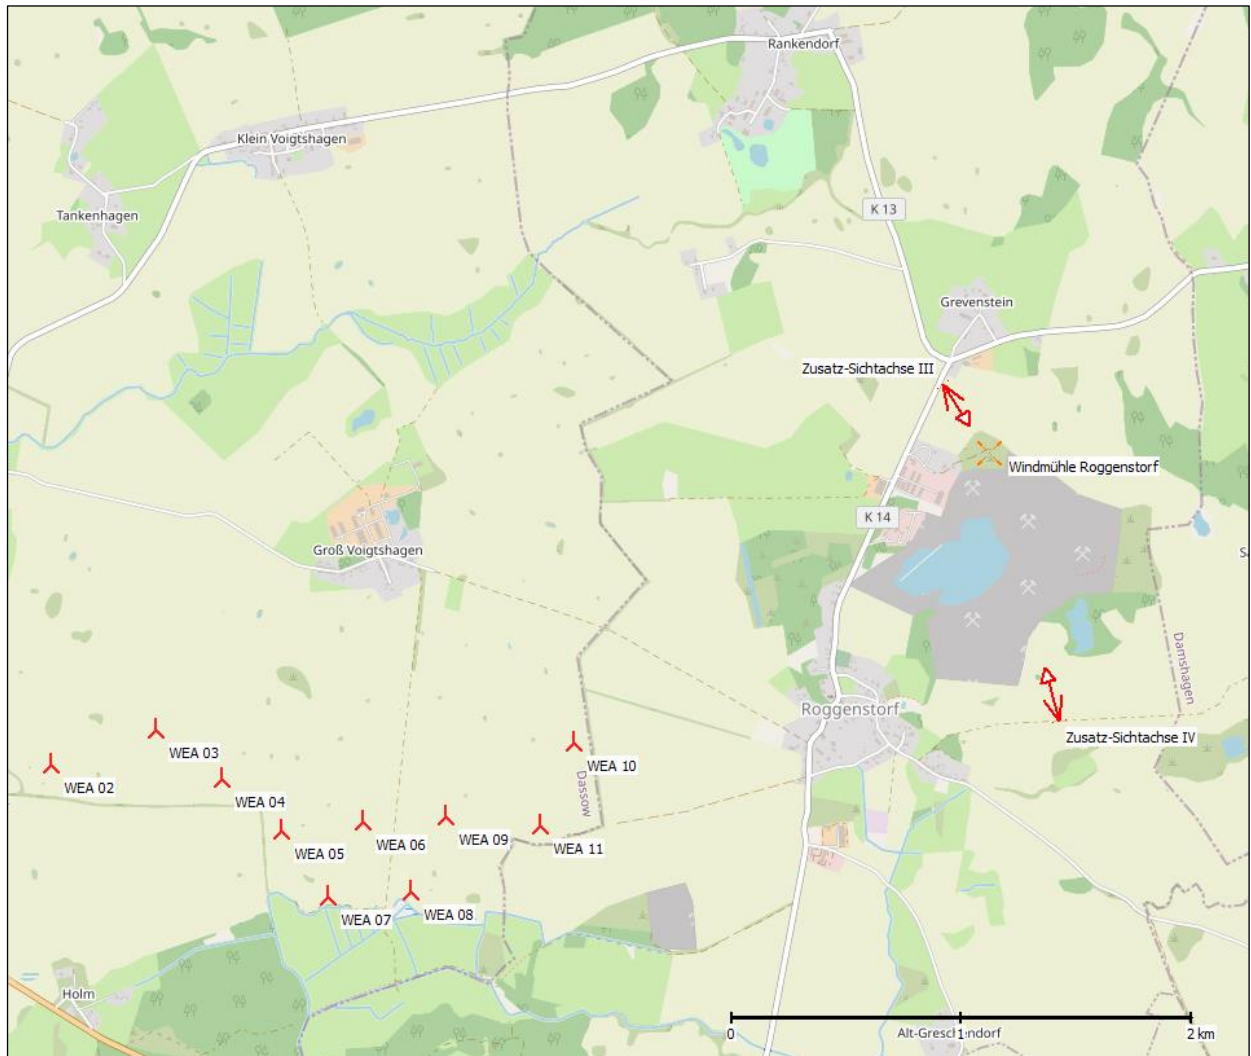 Rankendorf
Klein Voigtshagen
Tankenhagen
K 13
Grevenstein
Zusatz-Sichtachse III
Windmühle Roggenstorf
K 14
Groß Voigtshagen
Damshagen
Roggenstorf
Zusatz-Sichtachse IV
WEA 03
WEA 10
WEA 02
WEA 04
Dassow
WEA 09
WEA 06
WEA 11
WEA 05
WEA 08
WEA 07
Holm
0
1
2 km